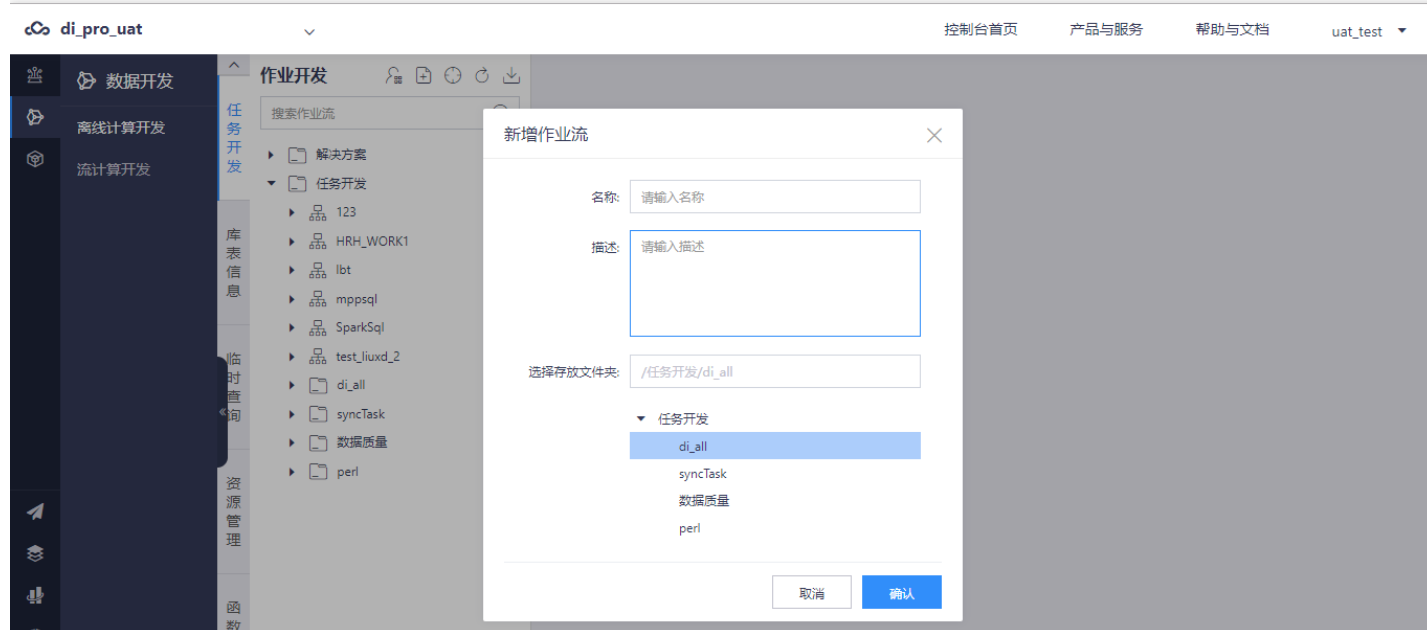 di_pro_uat
控制台首页
产品与服务
帮助与文档
uat_test
数据开发
离线计算开发
流计算开发
任务开发
库表信息
临时查询
资源管理
函数
作业开发
搜索作业流
解决方案
任务开发
123
HRH_WORK1
lbt
mppsql
SparkSql
test_liuxd_2
di_all
syncTask
数据质量
perl
新增作业流
名称:
请输入名称
描述:
请输入描述
选择存放文件夹:
/任务开发/di_all
任务开发
di_all
syncTask
数据质量
perl
取消
确认